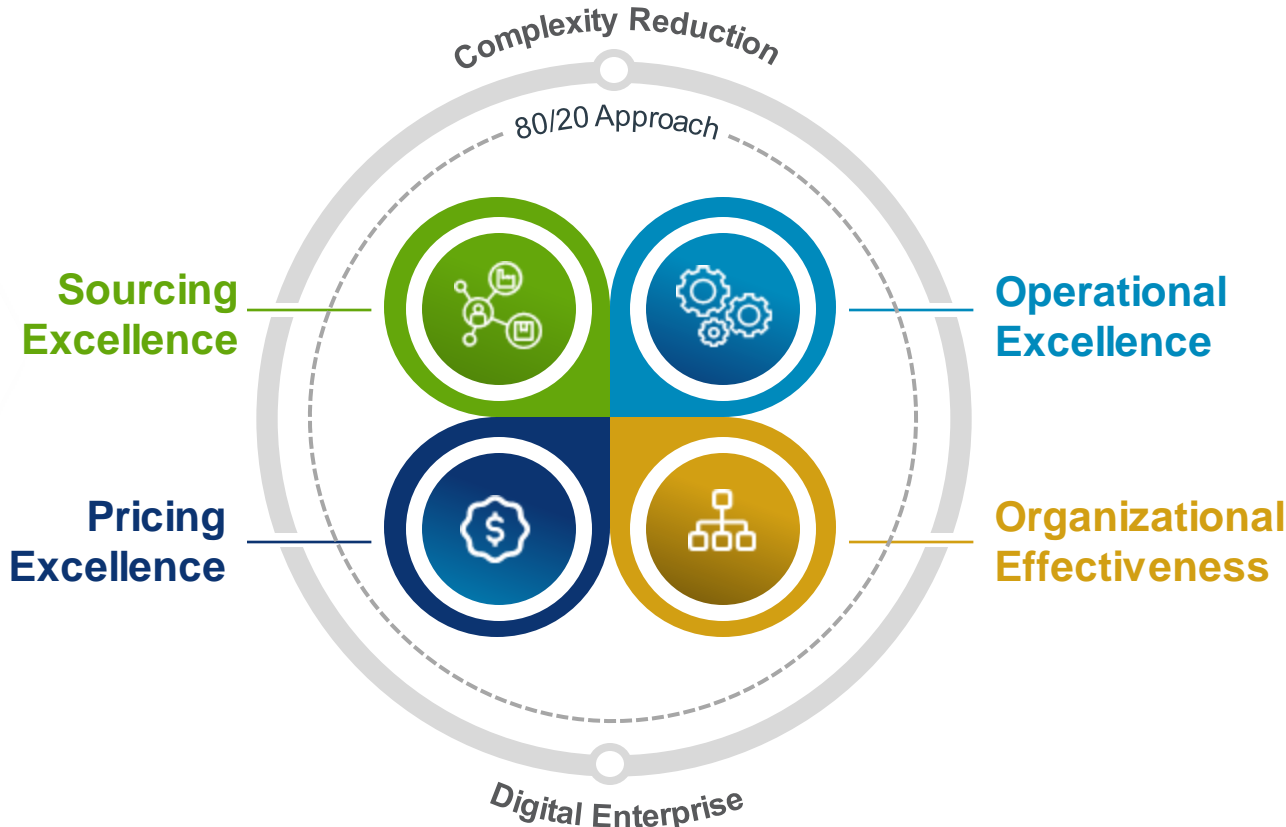 Complexity Reduction
80/20 Approach
Sourcing
Excellence
Operational
Excellence
$
Pricing
Excellence
Organizational
Effectiveness
Digital Enterprise